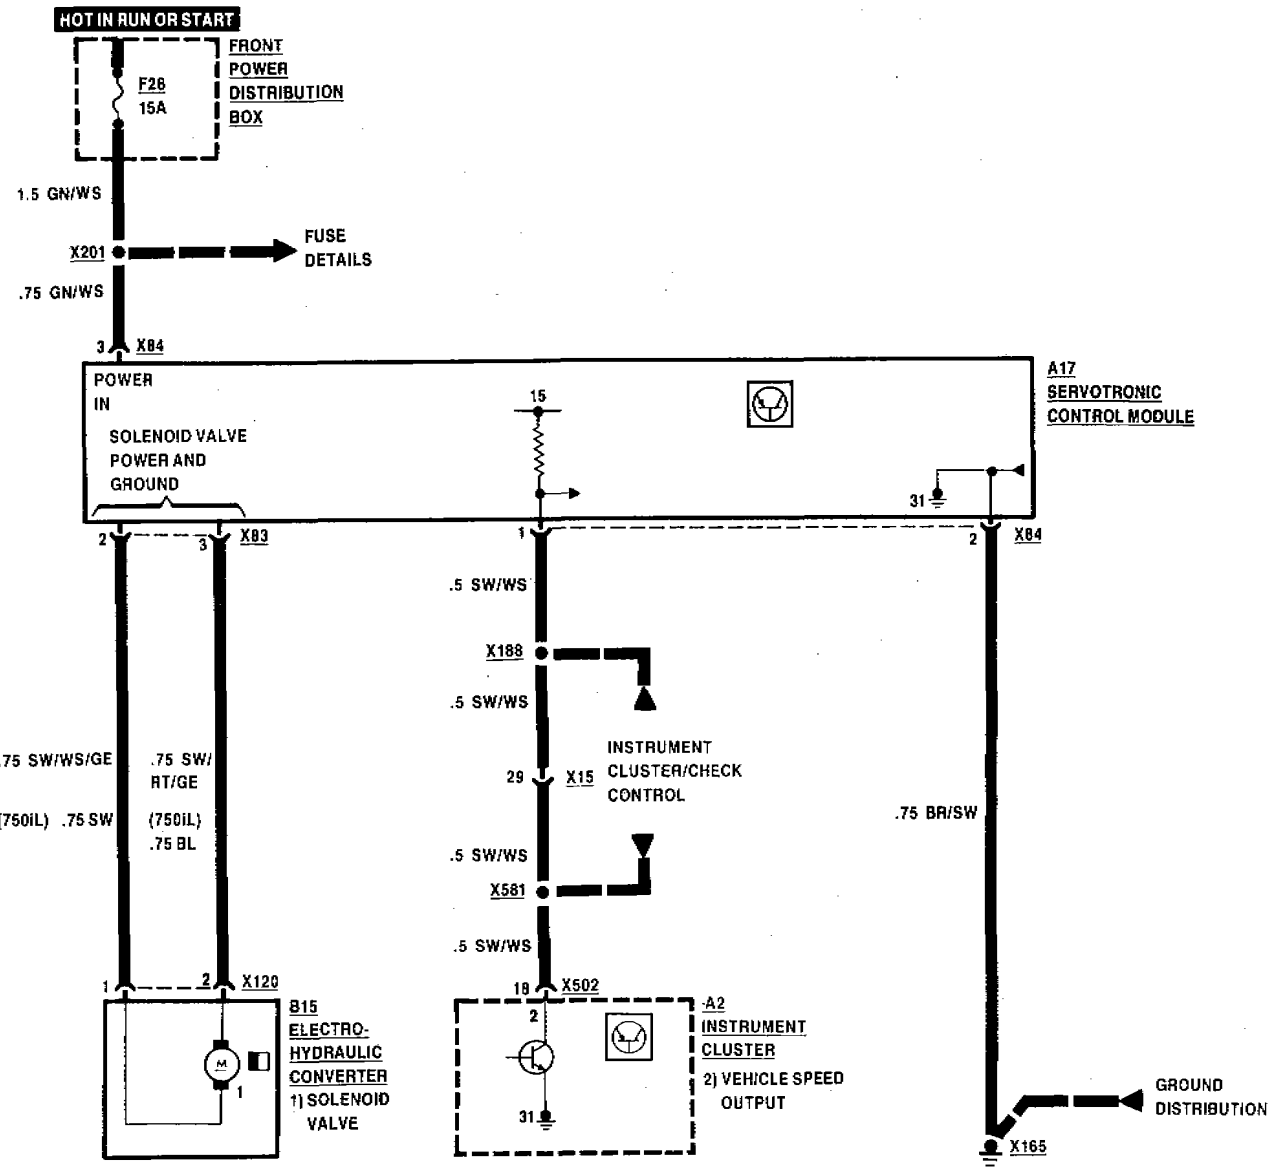 HOT IN RUN OR START
FRONT
POWER
DISTRIBUTION
BOX
F28
15A
1.5 GN/WS
X201
FUSE
DETAILS
.75 GN/WS
3
X84
POWER
IN
SOLENOID VALVE
POWER AND
GROUND
15
31
A17
SERVOTRONIC
CONTROL MODULE
2
3
X83
1
2
X84
.5 SW/WS
X188
.5 SW/WS
.75 SW/WS/GE
.75 SW/
RT/GE
(750iL) .75 SW
(750iL)
.75 BL
29
X15
INSTRUMENT
CLUSTER/CHECK
CONTROL
.75 BR/SW
.5 SW/WS
X581
.5 SW/WS
1
2
X120
18
X502
B15
ELECTRO-
HYDRAULIC
CONVERTER
1) SOLENOID
VALVE
M
1
2
31
A2
INSTRUMENT
CLUSTER
2) VEHICLE SPEED
OUTPUT
GROUND
DISTRIBUTION
X165